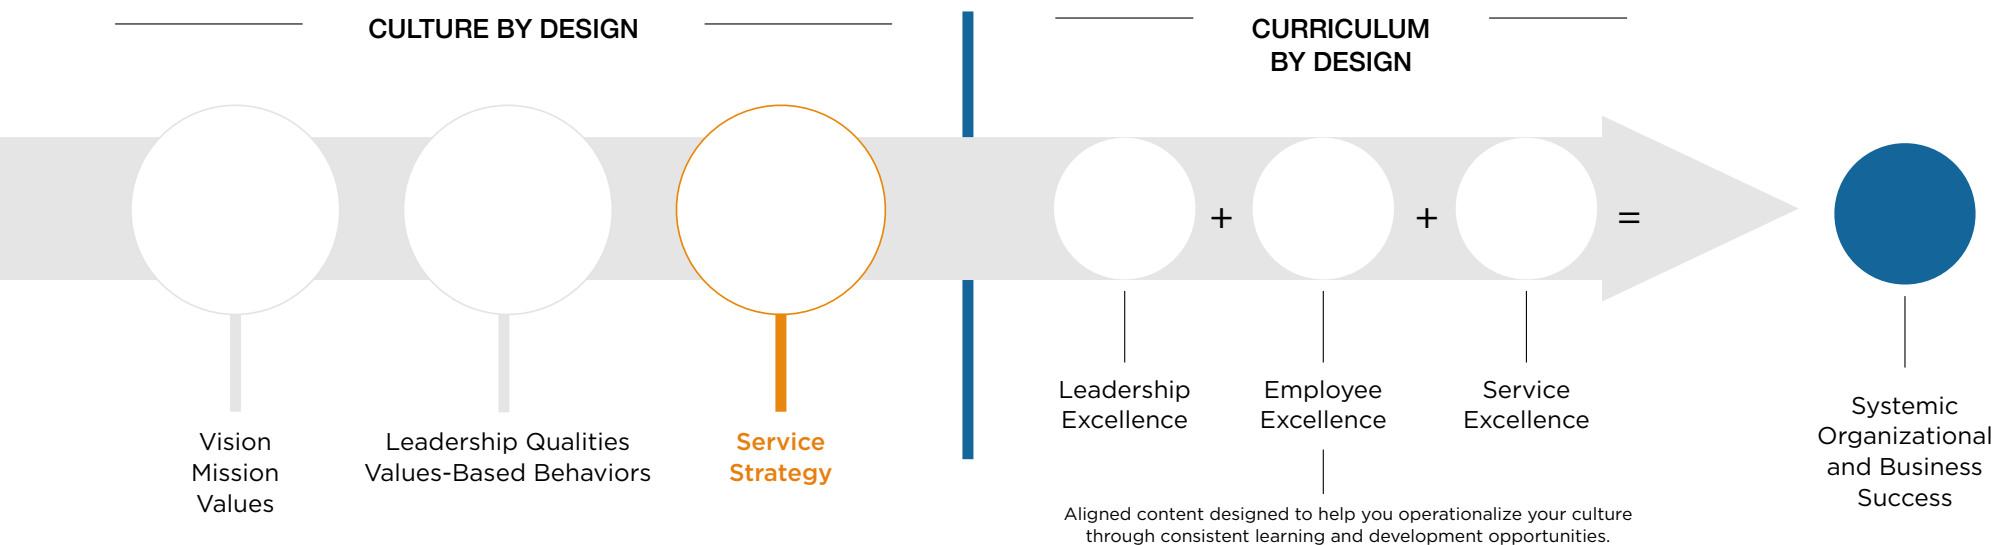 CULTURE BY DESIGN
CURRICULUM
BY DESIGN
+
+
=
Vision
Mission
Values
Leadership Qualities
Values-Based Behaviors
Service
Strategy
Leadership
Excellence
Employee
Excellence
Service
Excellence
Aligned content designed to help you operationalize your culture
through consistent learning and development opportunities.
Systemic
Organizational
and Business
Success